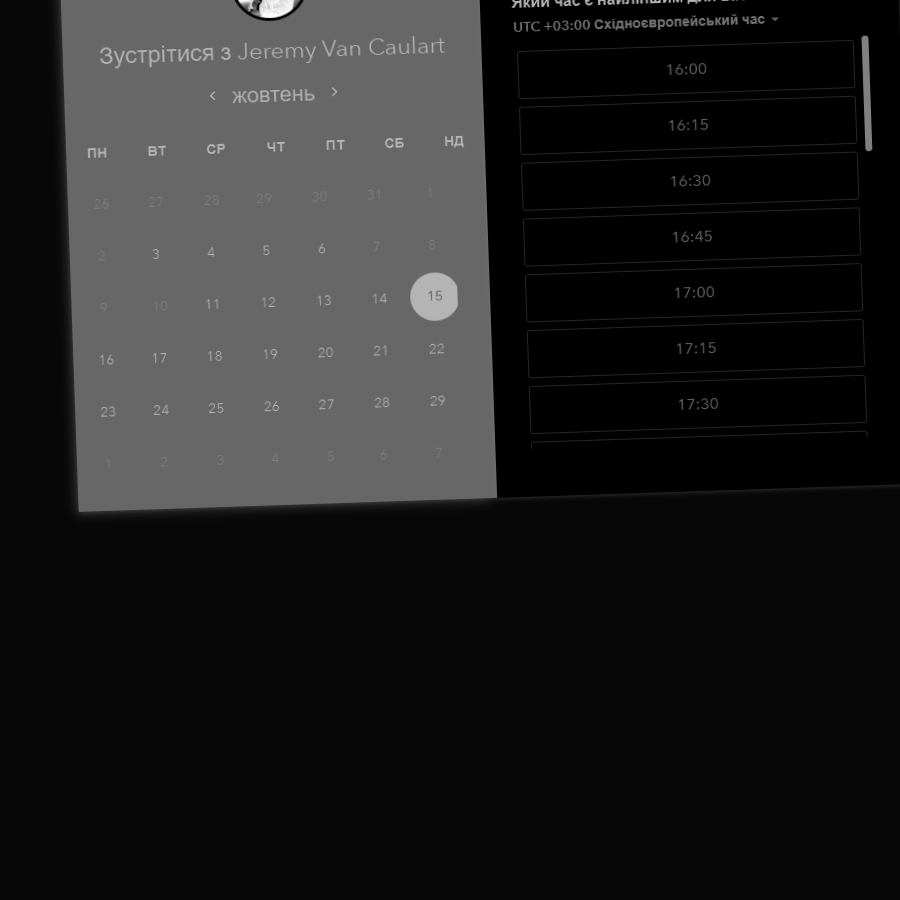 Зустрітися з Jeremy Van Caulart
жовтень
ПН ВТ СР ЧТ ПТ СБ НД
26 27 28 29 30 31 1
2 3 4 5 6 7 8
9 10 11 12 13 14 15
16 17 18 19 20 21 22
23 24 25 26 27 28 29
1 2 3 4 5 6 7
Який час є найліпшим для
UTC +03:00 Східноєвропейський час
16:00
16:15
16:30
16:45
17:00
17:15
17:30